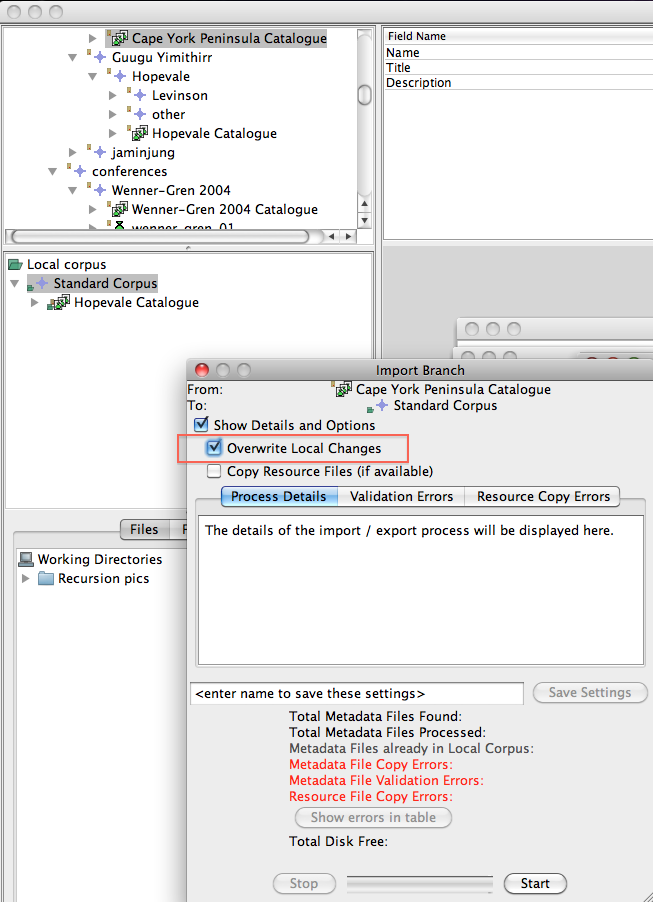 Cape York Peninsula Catalogue
Guugu Yimithirr
Hopevale
Levinson
other
Hopevale Catalogue
jaminjung
conferences
Wenner-Gren 2004
Wenner-Gren 2004 Catalogue
wenner_gren_01
Field Name
Name
Title
Description
Local corpus
Standard Corpus
Hopevale Catalogue
Files
Working Directories
Recursion pics
Import Branch
From: Cape York Peninsula Catalogue
To: Standard Corpus
Show Details and Options
Overwrite Local Changes
Copy Resource Files (if available)
Process Details Validation Errors Resource Copy Errors
The details of the import / export process will be displayed here.
<enter name to save these settings> Save Settings
Total Metadata Files Found:
Total Metadata Files Processed:
Metadata Files already in Local Corpus:
Metadata File Copy Errors:
Metadata File Validation Errors:
Resource File Copy Errors:
Show errors in table
Total Disk Free:
Stop Start